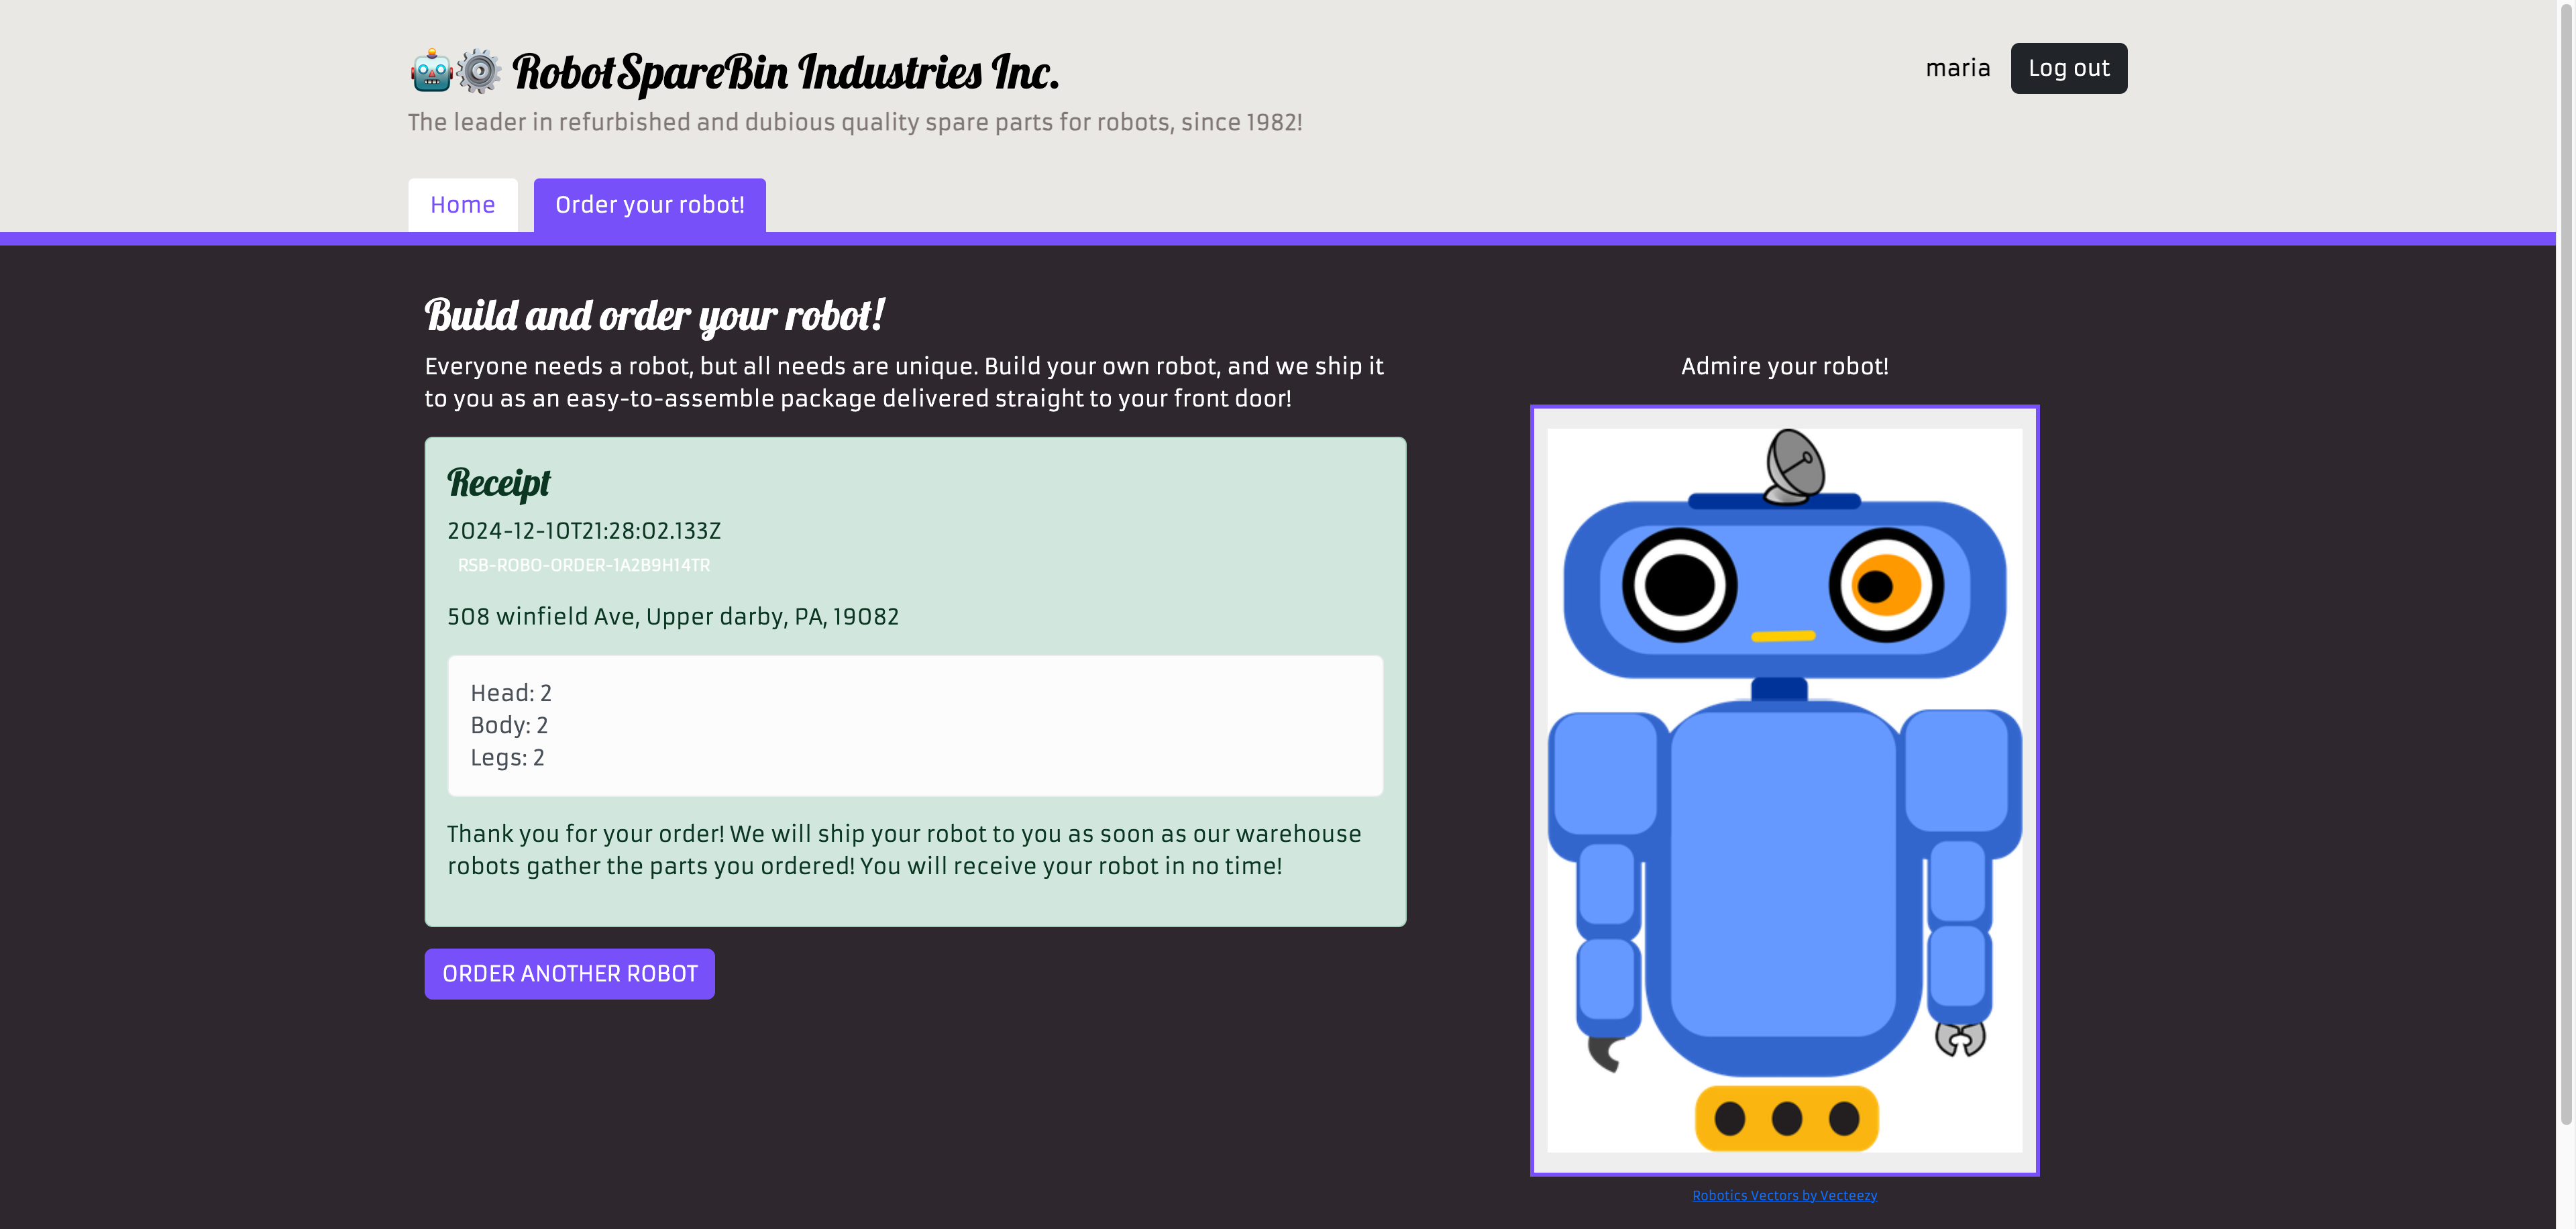 RobotSpareBin Industries Inc.
maria
Log out
The leader in refurbished and dubious quality spare parts for robots, since 1982!
Home
Order your robot!
Build and order your robot!
Everyone needs a robot, but all needs are unique. Build your own robot, and we ship it
to you as an easy-to-assemble package delivered straight to your front door!
Receipt
2024-12-10T21:28:02.133Z
RSB-ROBO-ORDER-1A2B9H14TR
508 winfield Ave, Upper darby, PA, 19082
Head: 2
Body: 2
Legs: 2
Thank you for your order! We will ship your robot to you as soon as our warehouse
robots gather the parts you ordered! You will receive your robot in no time!
ORDER ANOTHER ROBOT
Admire your robot!
Robotics Vectors by Vecteezy